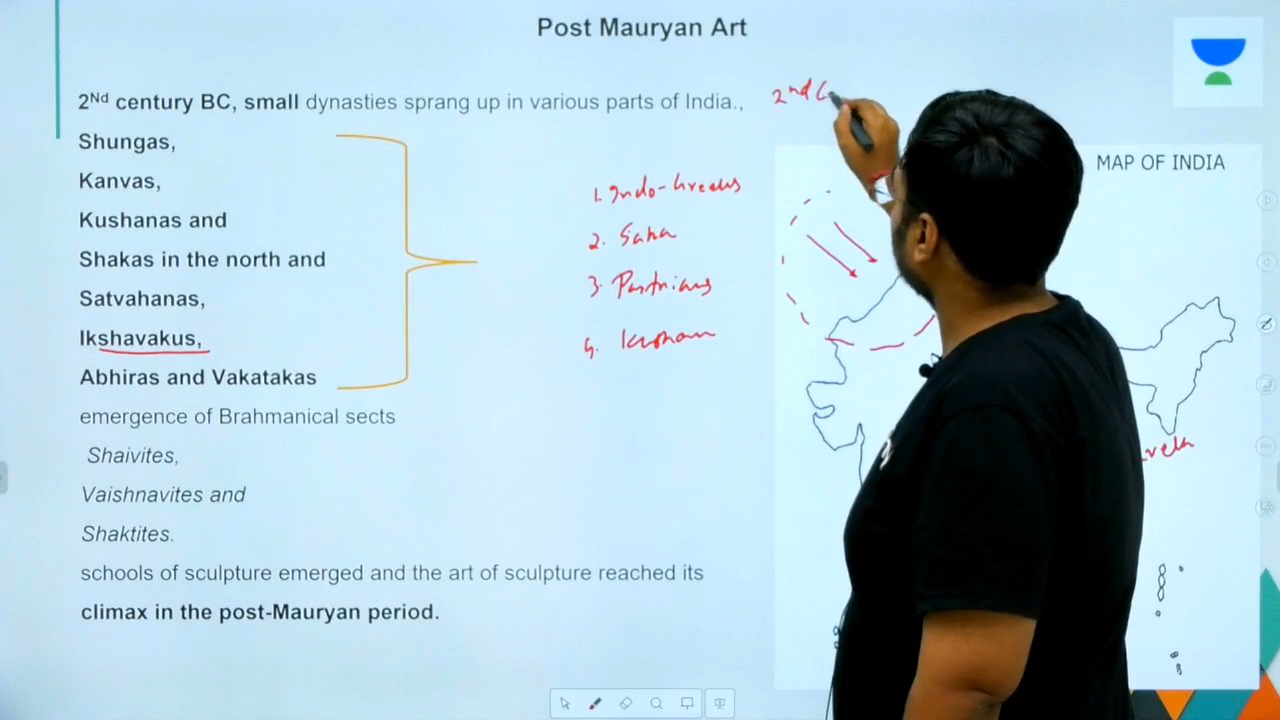 Post Mauryan Art
2Nd century BC, small dynasties sprang up in various parts of India.,
2nd C
Shungas,
Kanvas,
Kushanas and
Shakas in the north and
Satvahanas,
Ikshavakus,
Abhiras and Vakatakas
emergence of Brahmanical sects
Shaivites,
Vaishnavites and
Shaktites.
schools of sculpture emerged and the art of sculpture reached its
climax in the post-Mauryan period.
1. Indo-Greeks
2. Saka
3. Parthians
4. Kushan
MAP OF INDIA